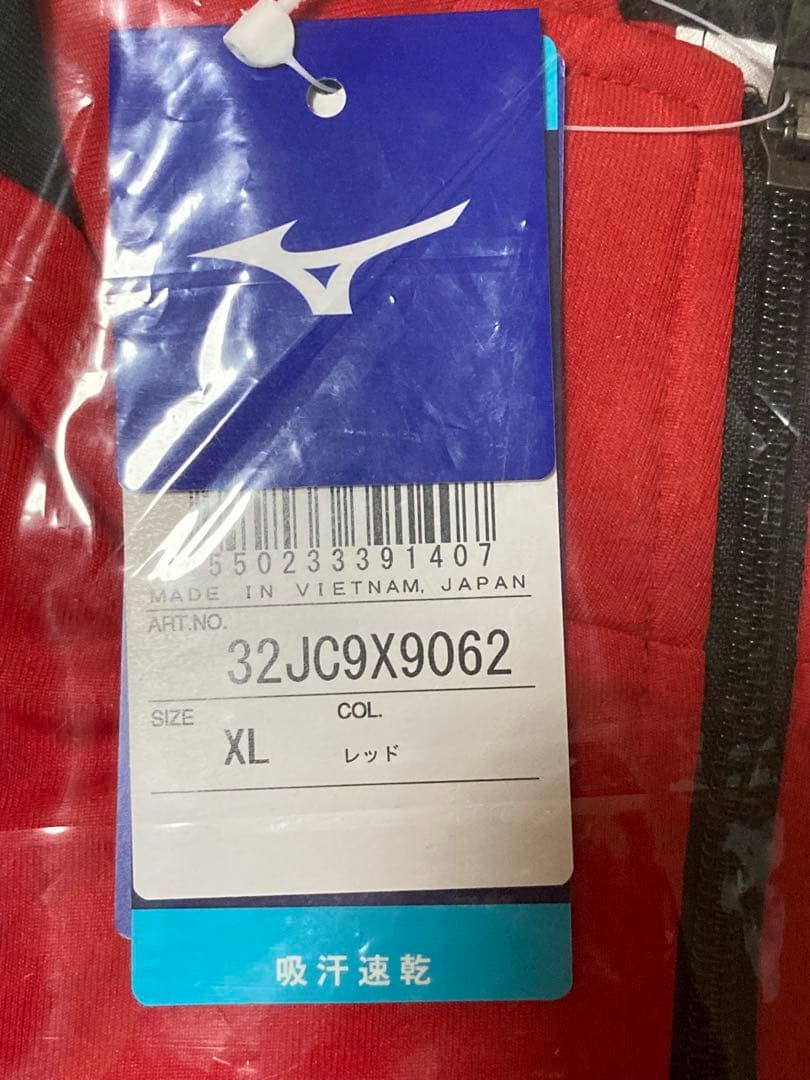 550233391407
MADE IN VIETNAM, JAPAN
ART.NO.
32JC9X9062
SIZE
COL.
XL
レッド
吸汗速乾